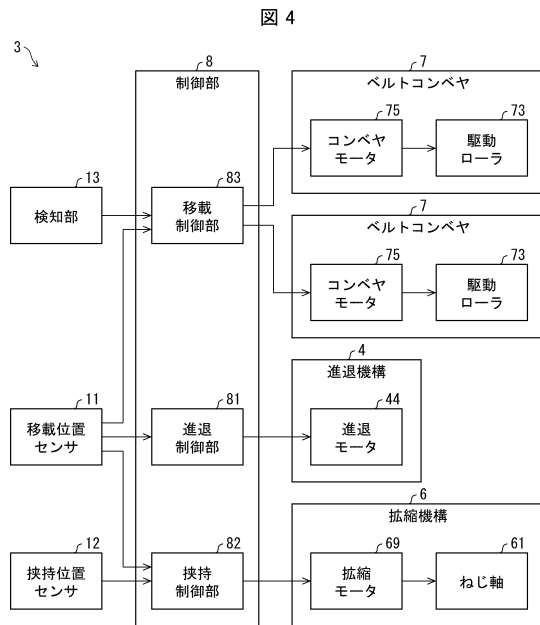 図 4
3
8
制御部
7
ベルトコンベヤ
75
コンベヤ
モータ
73
駆動
ローラ
13
検知部
83
移載
制御部
7
ベルトコンベヤ
75
コンベヤ
モータ
73
駆動
ローラ
4
進退機構
11
移載位置
センサ
81
進退
制御部
44
進退
モータ
6
拡縮機構
12
挟持位置
センサ
82
挟持
制御部
69
拡縮
モータ
61
ねじ軸